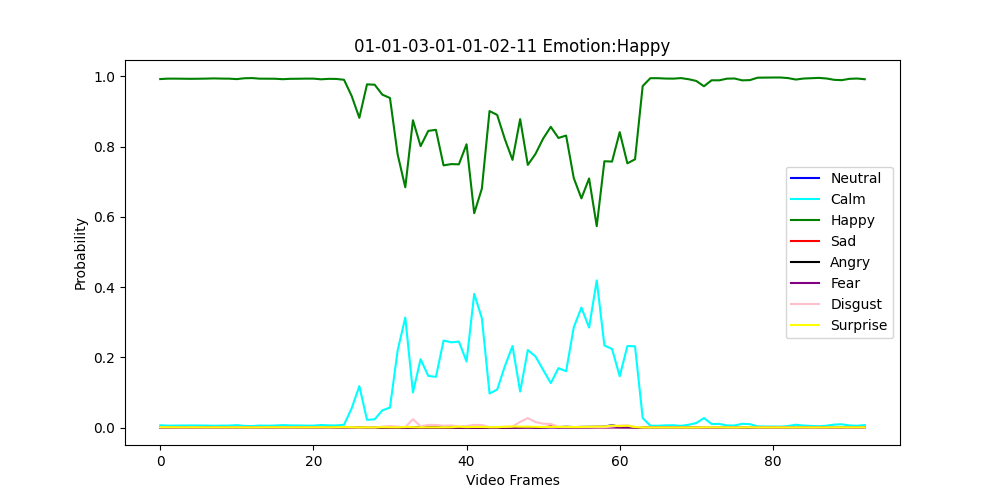 01-01-03-01-01-02-11 Emotion:Happy
Probability
1.0
0.8
0.6
0.4
0.2
0.0
Neutral
Calm
Happy
Sad
Angry
Fear
Disgust
Surprise
0 20 40 60 80
Video Frames